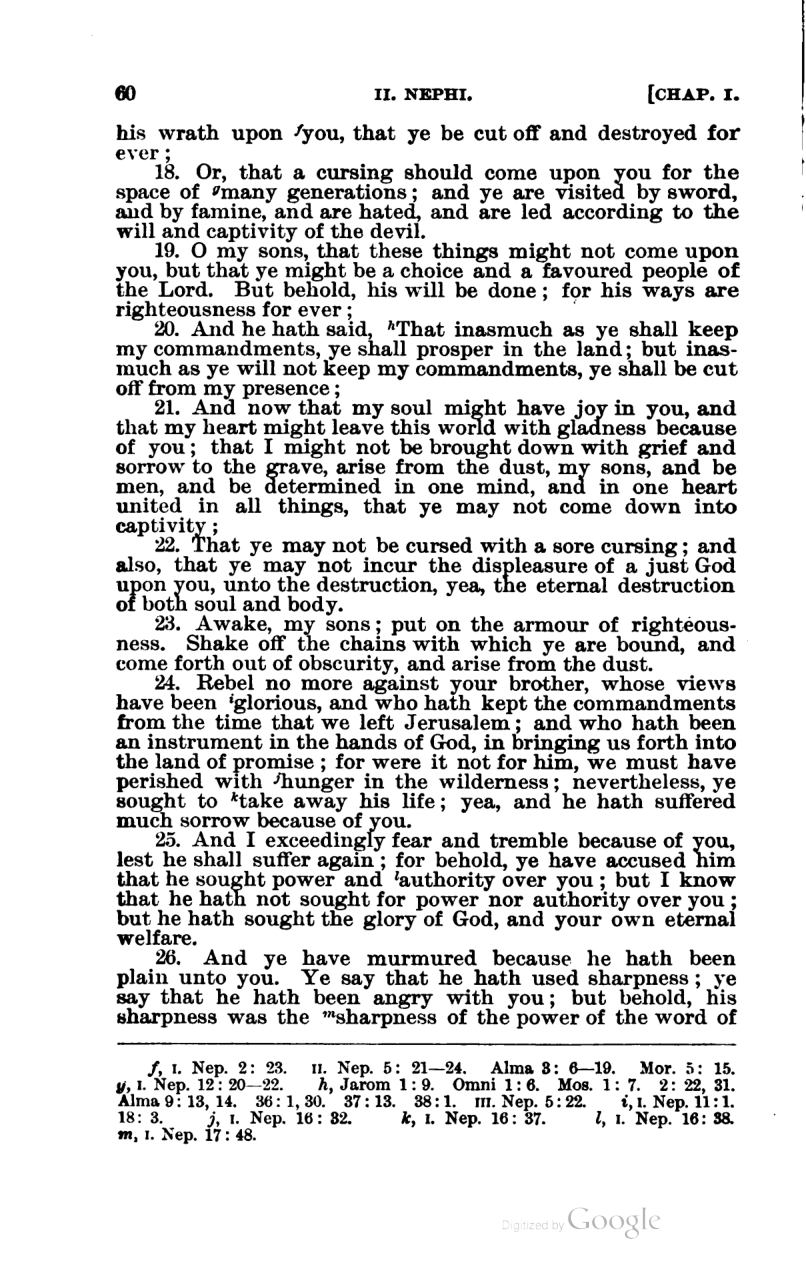 60 II. NEPHI. [CHAP. I.
his wrath upon fyou, that ye be cut off and destroyed for
ever;
18. Or, that a cursing should come upon you for the
space of gmany generations; and ye are visited by sword,
and by famine, and are hated, and are led according to the
will and captivity of the devil.
19. O my sons, that these things might not come upon
you, but that ye might be a choice and a favoured people of
the Lord. But behold, his will be done; for his ways are
righteousness for ever;
20. And he hath said, hThat inasmuch as ye shall keep
my commandments, ye shall prosper in the land; but inas-
much as ye will not keep my commandments, ye shall be cut
off from my presence;
21. And now that my soul might have joy in you, and
that my heart might leave this world with gladness because
of you; that I might not be brought down with grief and
sorrow to the grave, arise from the dust, my sons, and be
men, and be determined in one mind, and in one heart
united in all things, that ye may not come down into
captivity;
22. That ye may not be cursed with a sore cursing; and
also, that ye may not incur the displeasure of a just God
upon you, unto the destruction, yea, the eternal destruction
of both soul and body.
23. Awake, my sons; put on the armour of righteous-
ness. Shake off the chains with which ye are bound, and
come forth out of obscurity, and arise from the dust.
24. Rebel no more against your brother, whose views
have been iglorious, and who hath kept the commandments
from the time that we left Jerusalem; and who hath been
an instrument in the hands of God, in bringing us forth into
the land of promise; for were it not for him, we must have
perished with jhunger in the wilderness; nevertheless, ye
sought to ktake away his life; yea, and he hath suffered
much sorrow because of you.
25. And I exceedingly fear and tremble because of you,
lest he shall suffer again; for behold, ye have accused him
that he sought power and lauthority over you; but I know
that he hath not sought for power nor authority over you;
but he hath sought the glory of God, and your own eternal
welfare.
26. And ye have murmured because he hath been
plain unto you. Ye say that he hath used sharpness; ye
say that he hath been angry with you; but behold, his
sharpness was the msharpness of the power of the word of
f, I. Nep. 2: 23. II. Nep. 5: 21—24. Alma 3: 6—19. Mor. 5: 15.
g, I. Nep. 12: 20—22. h, Jarom 1: 9. Omni 1: 6. Mos. 1: 7. 2: 22, 31.
Alma 9: 13, 14. 36: 1, 30. 37: 13. 38: 1. III. Nep. 5: 22. i, I. Nep. 11: 1.
18: 3. j, I. Nep. 16: 32. k, I. Nep. 16: 37. l, I. Nep. 16: 38.
m, I. Nep. 17: 48.
Digitized by Google